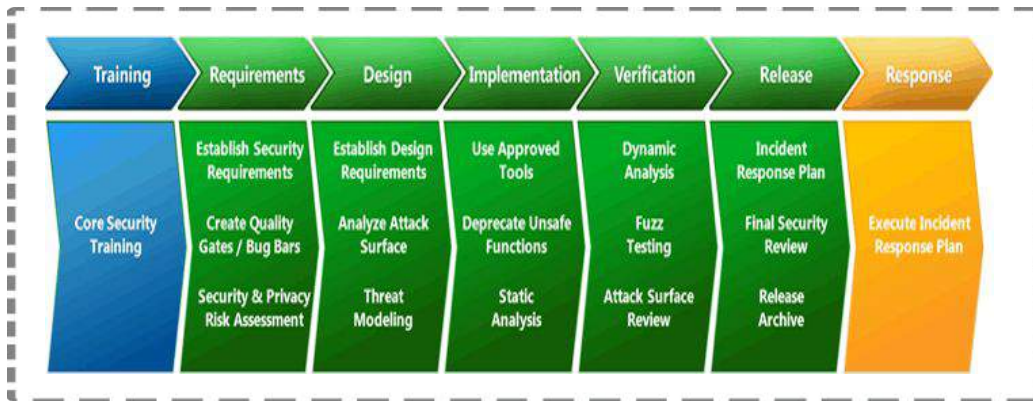 Training
Requirements
Design
Implementation
Verification
Release
Response
Core Security
Training
Establish Security
Requirements
Create Quality
Gates / Bug Bars
Security & Privacy
Risk Assessment
Establish Design
Requirements
Analyze Attack
Surface
Threat
Modeling
Use Approved
Tools
Deprecate Unsafe
Functions
Static
Analysis
Dynamic
Analysis
Fuzz
Testing
Attack Surface
Review
Incident
Response Plan
Final Security
Review
Release
Archive
Execute Incident
Response Plan